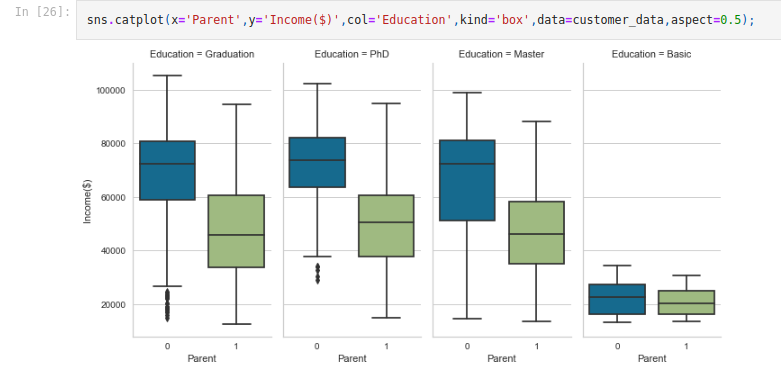 In [26]:
sns.catplot(x='Parent',y='Income($)',col='Education',kind='box',data=customer_data,aspect=0.5);
Education = Graduation
Education = PhD
Education = Master
Education = Basic
100000
80000
60000
40000
20000
Income($)
0 1
0 1
0 1
0 1
Parent
Parent
Parent
Parent